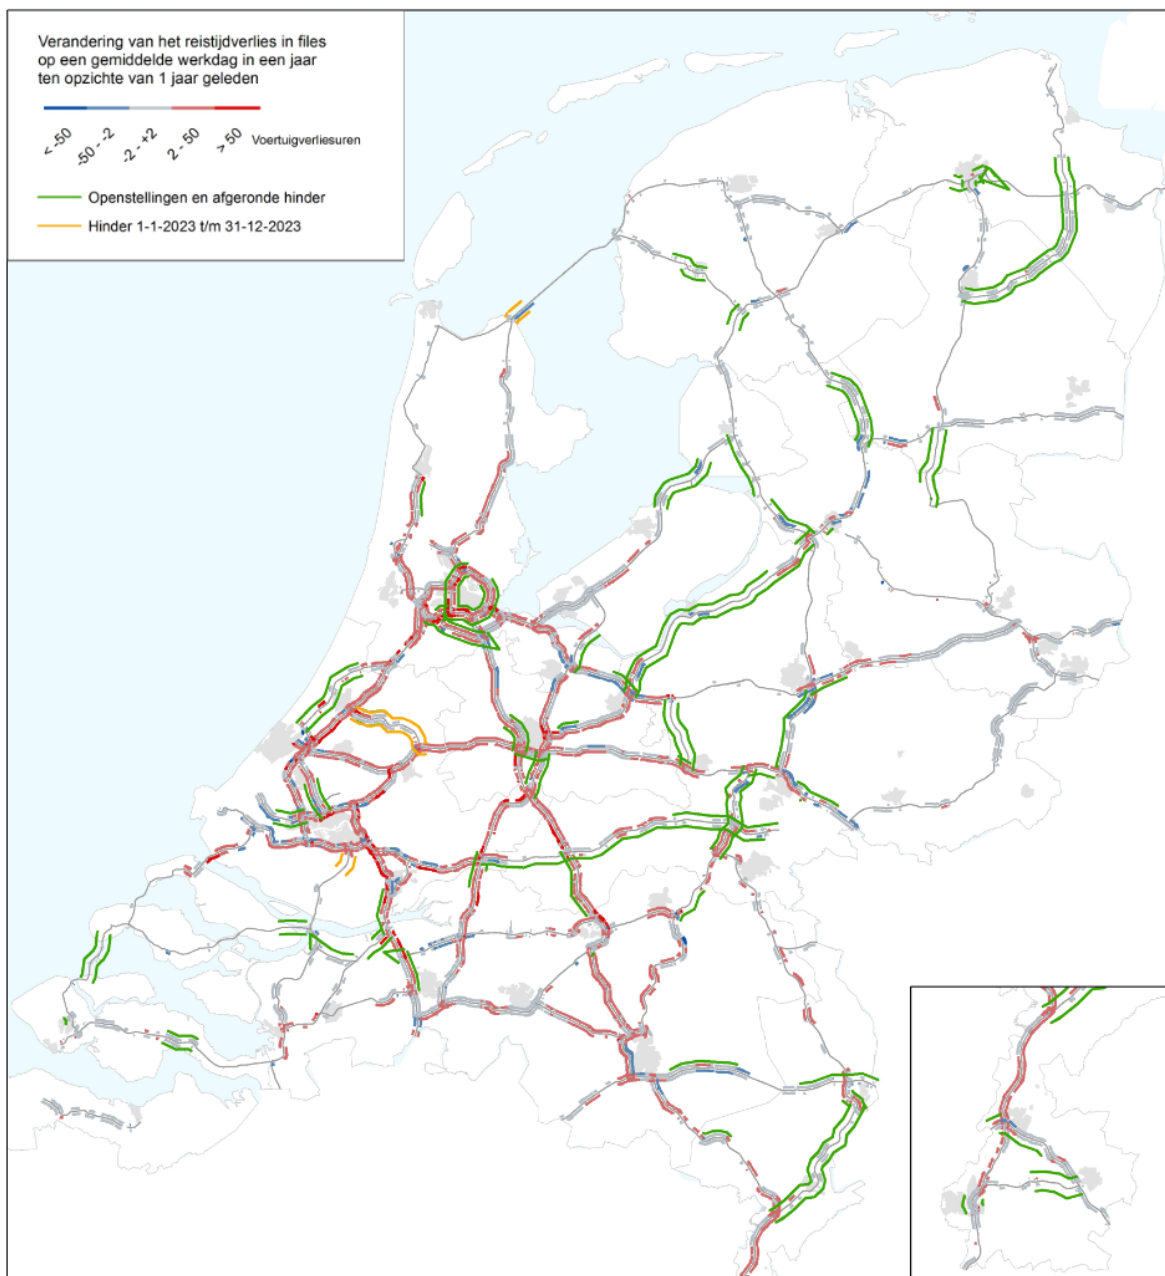 Verandering van het reistijdverlies in files
op een gemiddelde werkdag in een jaar
ten opzichte van 1 jaar geleden
< -50
-50 - -2
-2 - +2
2 - 50
> 50
Voertuigverliesuren
Openstellingen en afgeronde hinder
Hinder 1-1-2023 t/m 31-12-2023